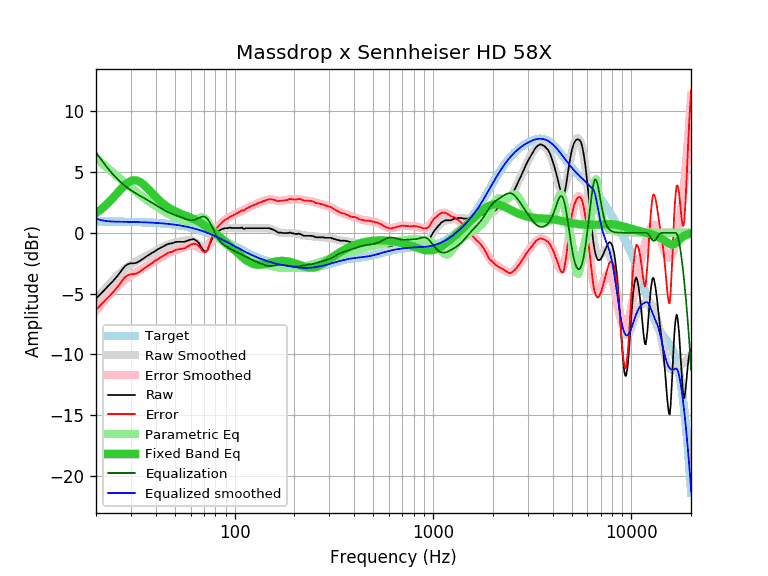 Massdrop x Sennheiser HD 58X
Amplitude (dBr)
10
5
0
−5
−10
−15
−20
Target
Raw Smoothed
Error Smoothed
Raw
Error
Parametric Eq
Fixed Band Eq
Equalization
Equalized smoothed
100 1000 10000
Frequency (Hz)